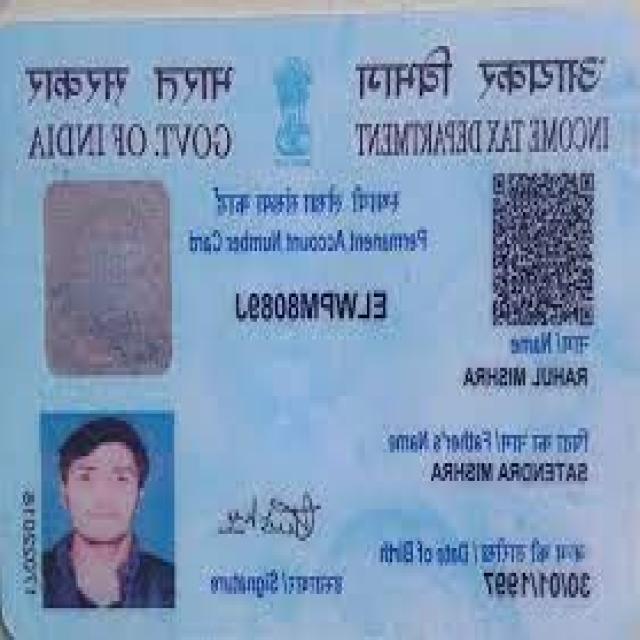 आयकर विभाग भारत सरकार
INCOME TAX DEPARTMENT GOVT. OF INDIA
स्थायी लेखा संख्या कार्ड
Permanent Account Number Card
ELWPM8089J
नाम / Name
RAHUL MISHRA
पिता का नाम / Father's Name
SATENDRA MISHRA
जन्म की तारीख / Date of Birth
30/01/1997
हस्ताक्षर / Signature